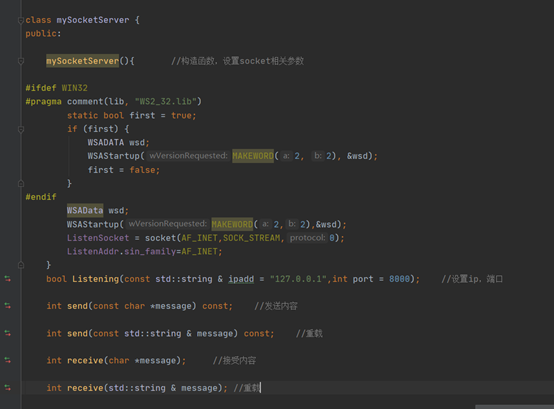 class mySocketServer {
public:
mySocketServer(){ //构造函数、设置socket相关参数
#ifdef WIN32
#pragma comment(lib, "WS2_32.lib")
static bool first = true;
if (first) {
WSADATA wsd;
WSAStartup( wVersionRequested: MAKEWORD( a: 2, b: 2), &wsd);
first = false;
}
#endif
WSAData wsd;
WSAStartup( wVersionRequested: MAKEWORD( a: 2, b: 2),&wsd);
ListenSocket = socket(AF_INET,SOCK_STREAM, protocol: 0);
ListenAddr.sin_family=AF_INET;
}
bool Listening(const std::string & ipadd = "127.0.0.1",int port = 8000); //设置ip、端口
int send(const char *message) const; //发送内容
int send(const std::string & message) const; //重载
int receive(char *message); //接受内容
int receive(std::string & message); //重载